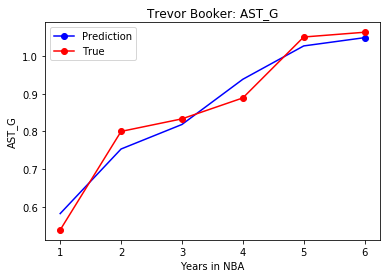 Trevor Booker: AST_G
Prediction
True
AST_G
1.0
0.9
0.8
0.7
0.6
1 2 3 4 5 6
Years in NBA